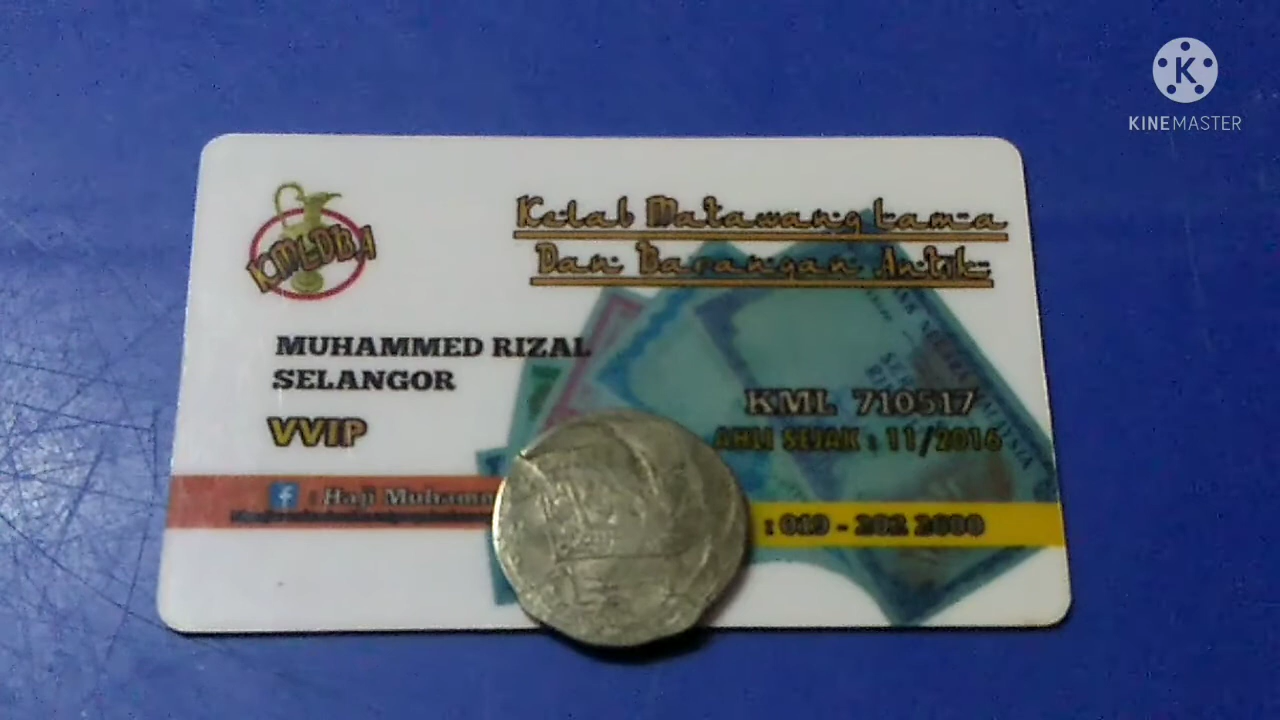 KINEMASTER
KMLDBA
Kelab Matawang Lama
Dan Barangan Antik
MUHAMMED RIZAL
SELANGOR
VVIP
KML 710517
AHLI SEJAK : 11/2016
: Haji Muhamm
: 019 - 202 2000